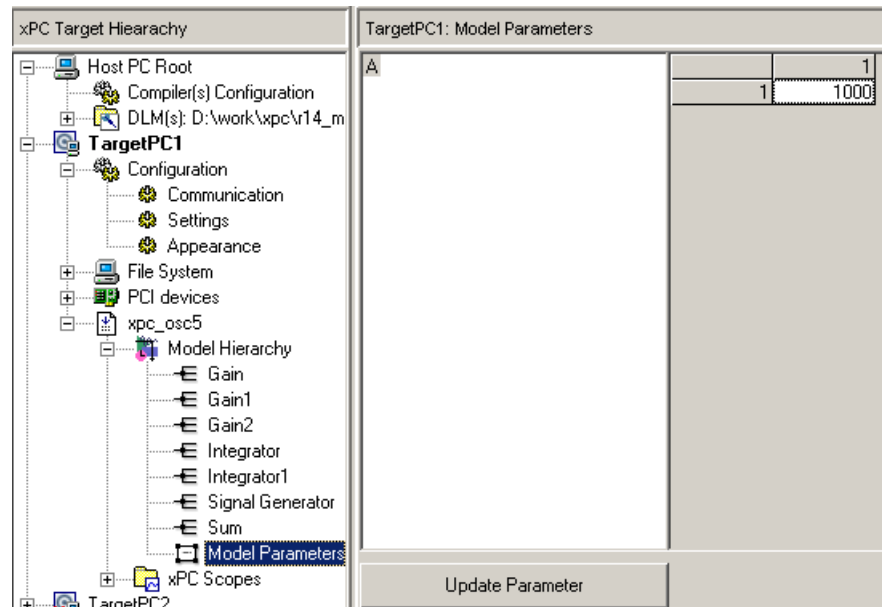 xPC Target Hiearachy
TargetPC1: Model Parameters
Host PC Root
Compiler(s) Configuration
DLM(s): D:\work\xpc\r14_m
TargetPC1
Configuration
Communication
Settings
Appearance
File System
PCI devices
xpc_osc5
Model Hierarchy
Gain
Gain1
Gain2
Integrator
Integrator1
Signal Generator
Sum
Model Parameters
xPC Scopes
TargetPC2
A
1
1 1000
Update Parameter